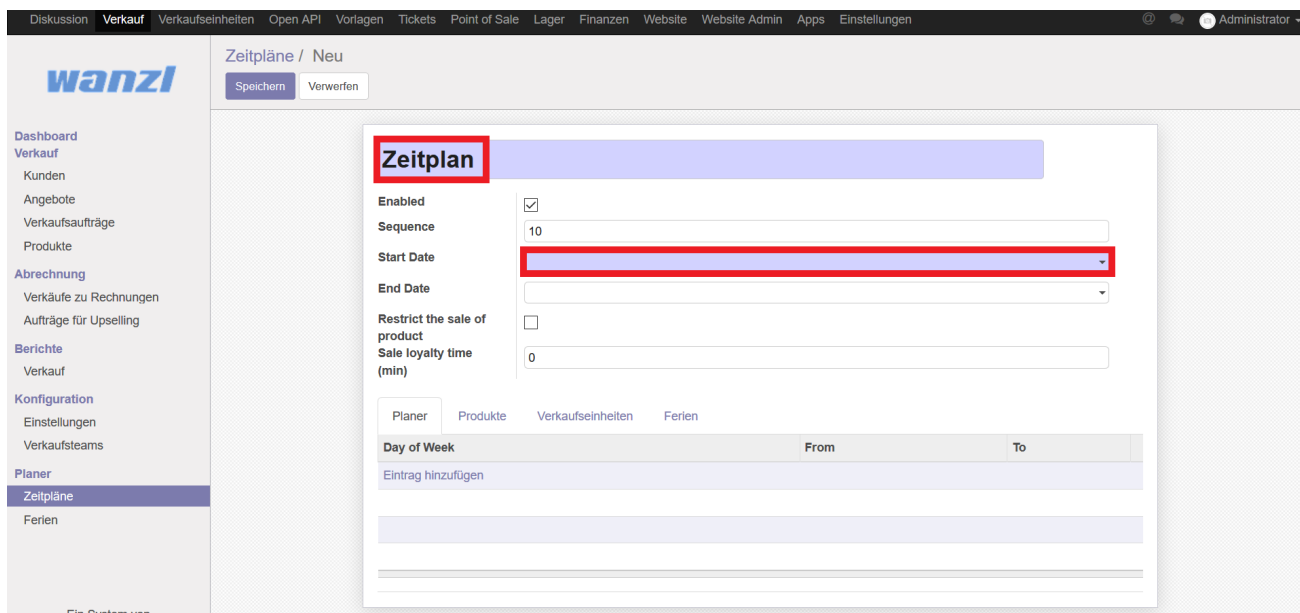 Diskussion Verkauf Verkaufseinheiten Open API Vorlagen Tickets Point of Sale Lager Finanzen Website Website Admin Apps Einstellungen @ Administrator
wanzl
Zeitpläne / Neu
Speichern Verwerfen
Dashboard
Verkauf
Kunden
Angebote
Verkaufsaufträge
Produkte
Abrechnung
Verkäufe zu Rechnungen
Aufträge für Upselling
Berichte
Verkauf
Konfiguration
Einstellungen
Verkaufsteams
Planer
Zeitpläne
Ferien
Ein System von
Zeitplan
Enabled
Sequence 10
Start Date
End Date
Restrict the sale of
product
Sale loyalty time
(min) 0
Planer Produkte Verkaufseinheiten Ferien
Day of Week From To
Eintrag hinzufügen